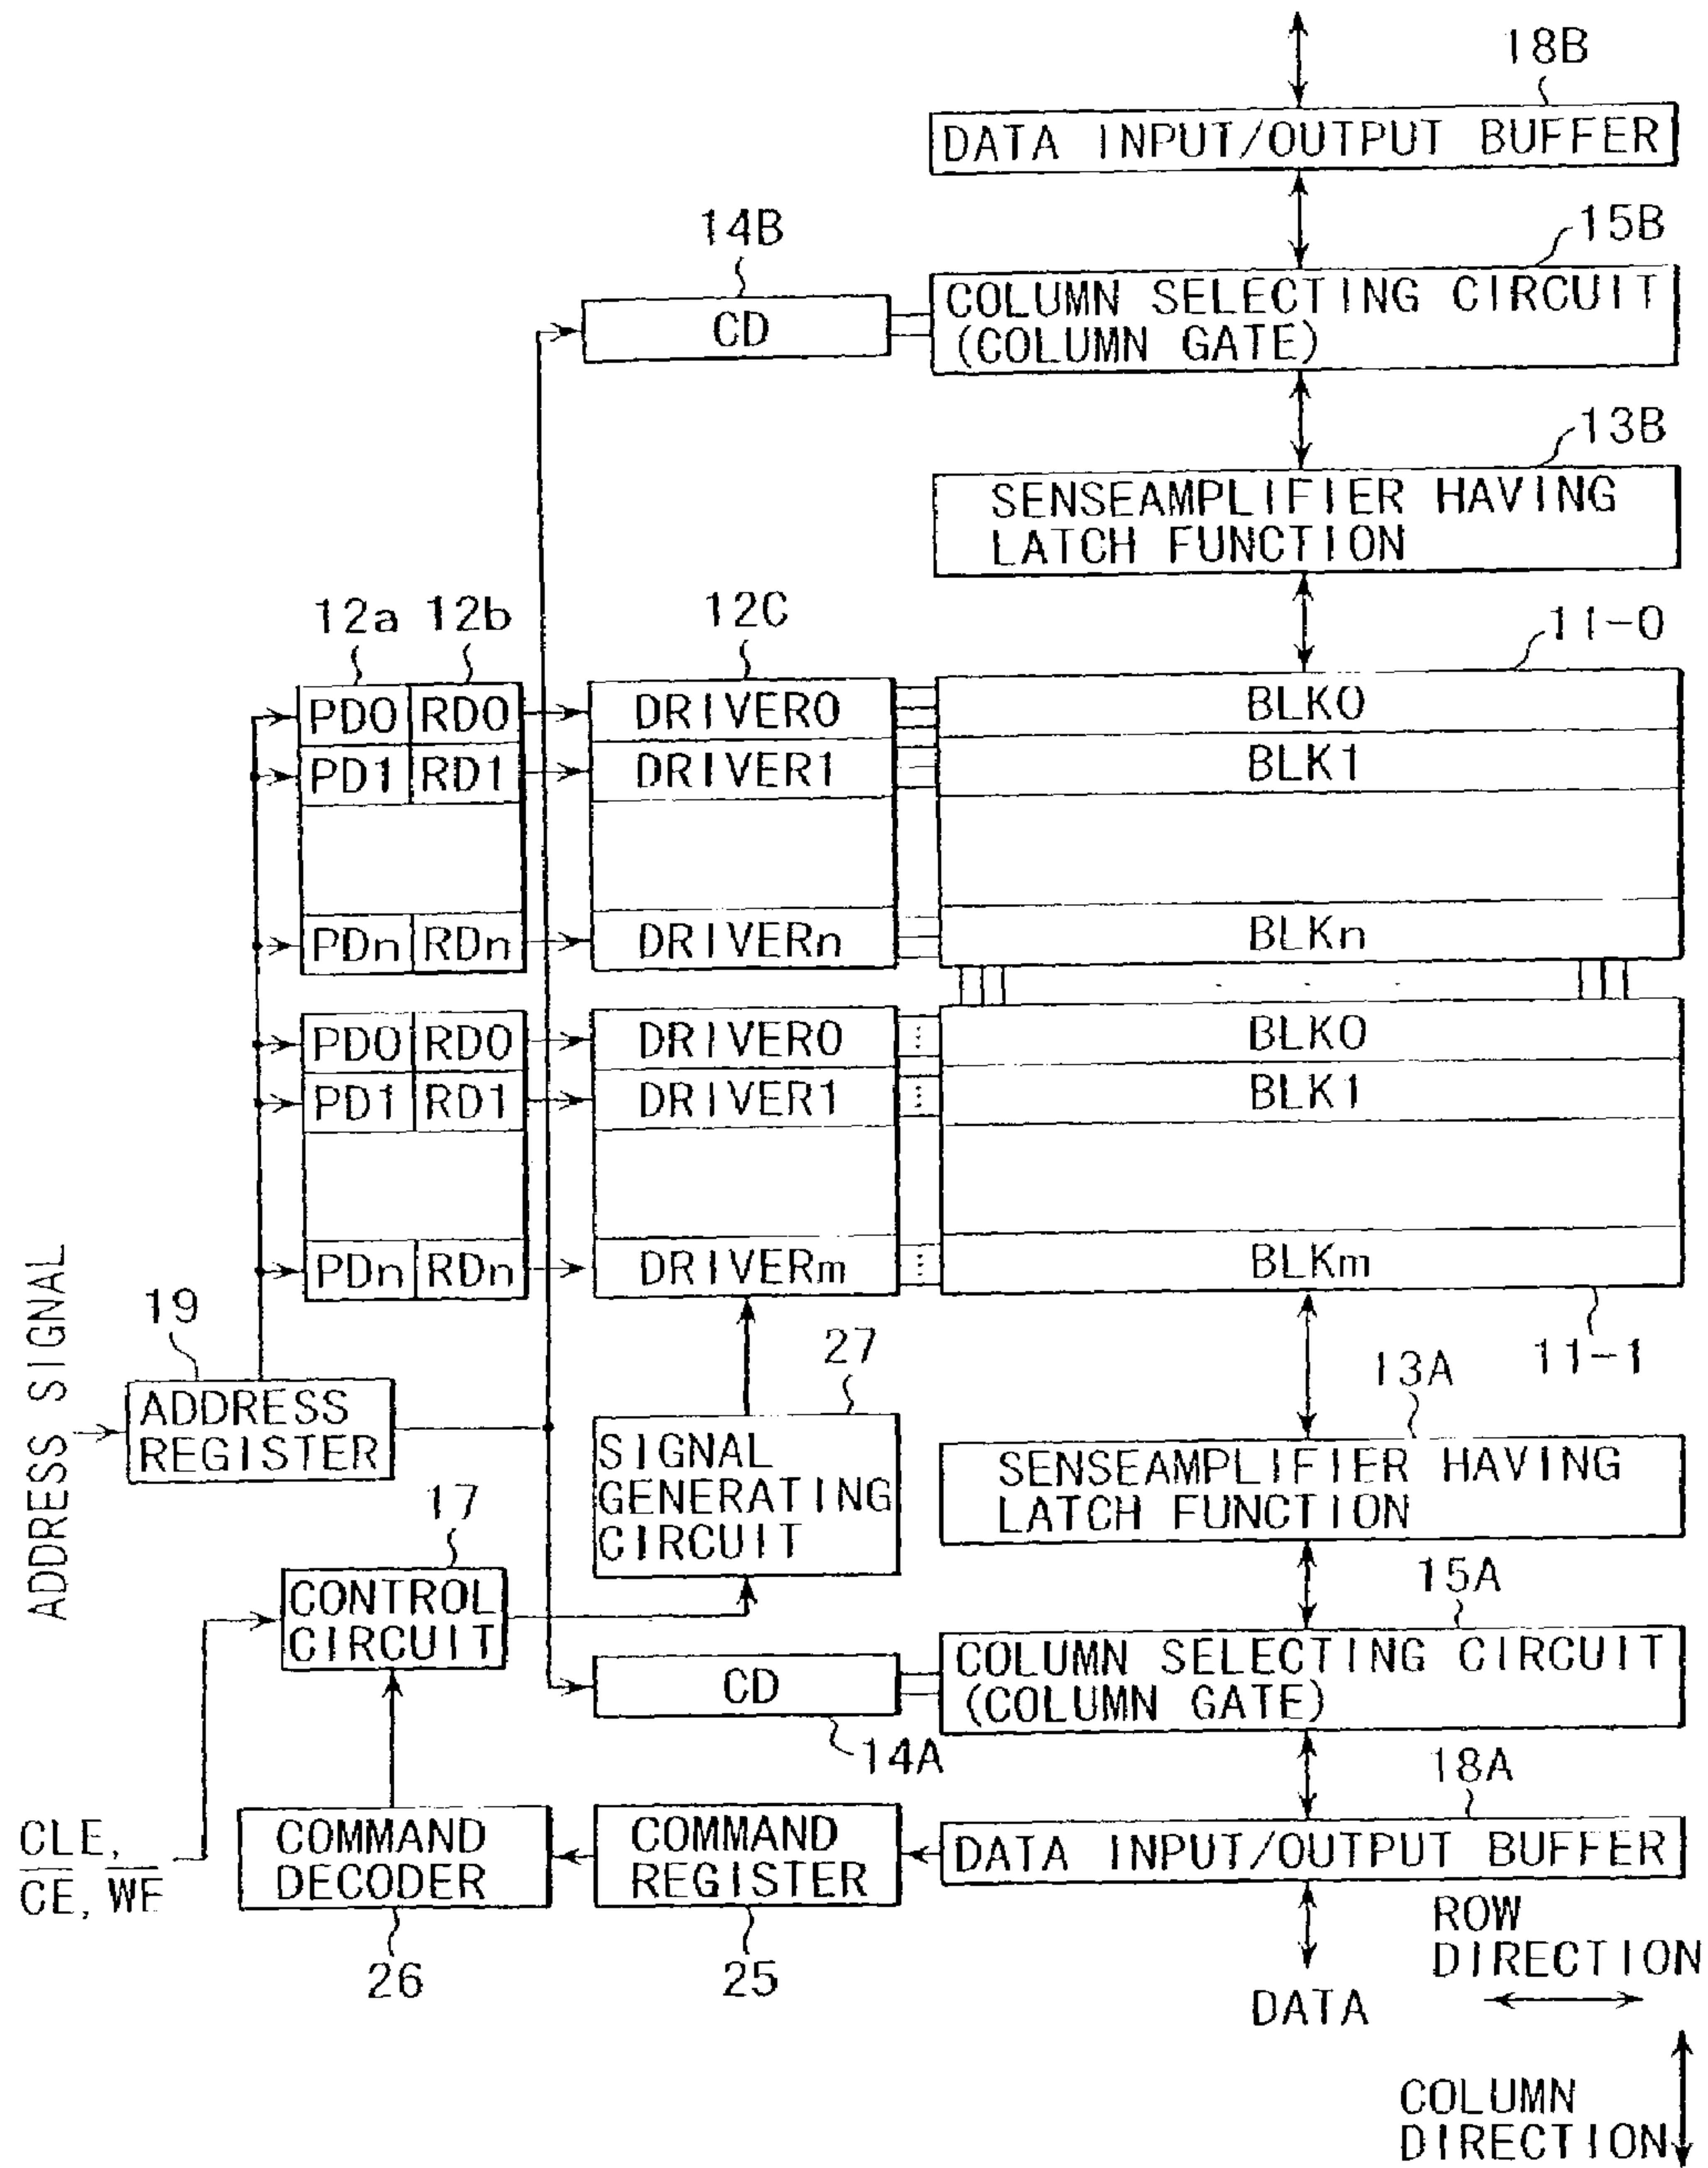 18B
DATA INPUT/OUTPUT BUFFER
14B
15B
CD
COLUMN SELECTING CIRCUIT
(COLUMN GATE)
13B
SENSEAMPLIFIER HAVING
LATCH FUNCTION
12a
12b
12C
11-0
PD0
RD0
DRIVER0
BLK0
PD1
RD1
DRIVER1
BLK1
PDn
RDn
DRIVERn
BLKn
PD0
RD0
DRIVER0
BLK0
PD1
RD1
DRIVER1
BLK1
PDn
RDn
DRIVERm
BLKm
11-1
ADDRESS SIGNAL
19
ADDRESS
REGISTER
27
SIGNAL
GENERATING
CIRCUIT
13A
SENSEAMPLIFIER HAVING
LATCH FUNCTION
17
CONTROL
CIRCUIT
15A
CD
COLUMN SELECTING CIRCUIT
(COLUMN GATE)
14A
18A
CLE,
C̅E̅, W̅E̅
COMMAND
DECODER
26
COMMAND
REGISTER
25
DATA INPUT/OUTPUT BUFFER
DATA
ROW
DIRECTION
COLUMN
DIRECTION